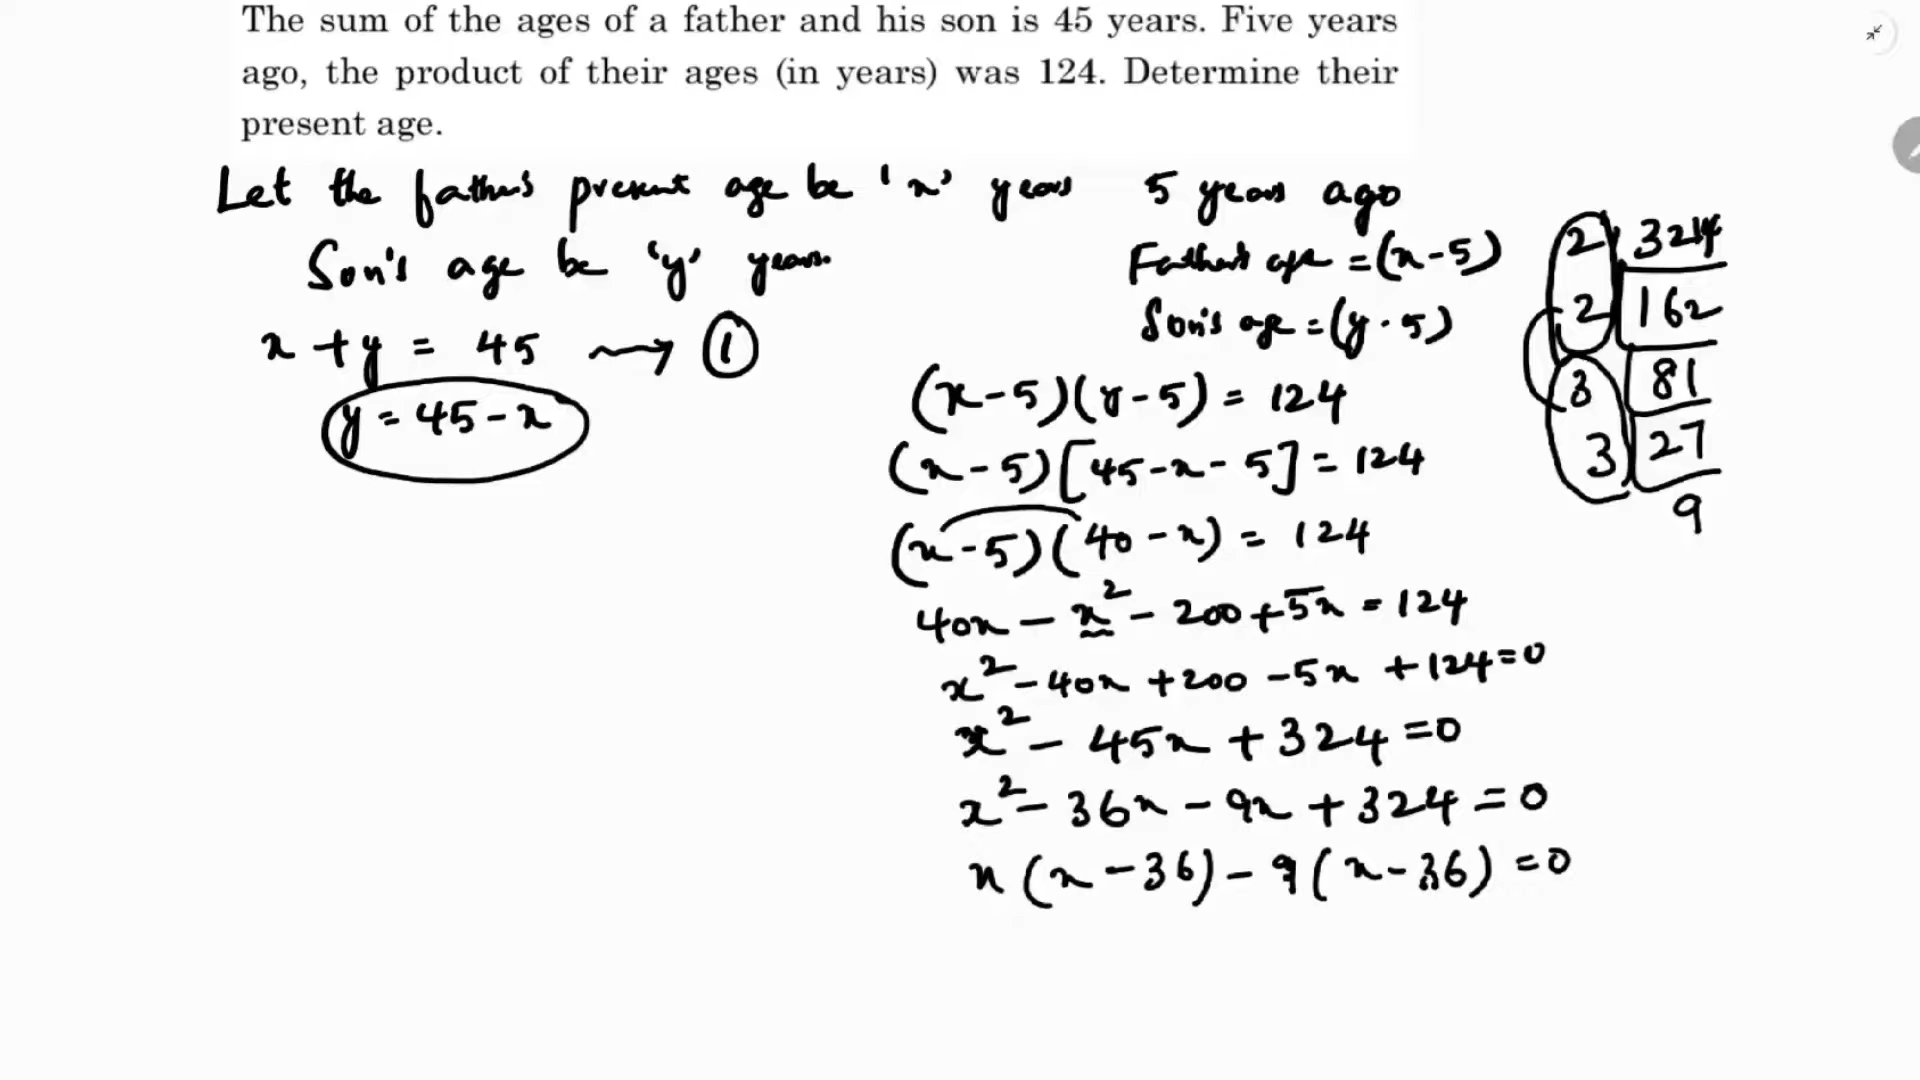 The sum of the ages of a father and his son is 45 years. Five years
ago, the product of their ages (in years) was 124. Determine their
present age.
Let the father's present age be 'x' years
Son's age be 'y' years.
x + y = 45 → ①
y = 45 - x
5 years ago
Father's age = (x - 5)
Son's age = (y - 5)
(x - 5)(y - 5) = 124
(x - 5)[45 - x - 5] = 124
(x - 5)(40 - x) = 124
40x - x² - 200 + 5x = 124
x² - 40x + 200 - 5x + 124 = 0
x² - 45x + 324 = 0
x² - 36x - 9x + 324 = 0
x(x - 36) - 9(x - 36) = 0
2 324
2 162
3 81
3 27
9